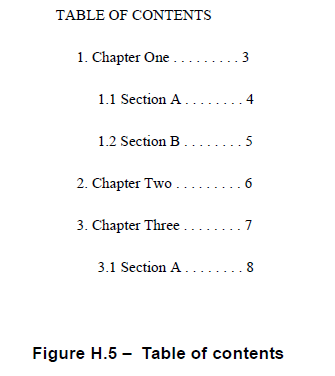 TABLE OF CONTENTS
1. Chapter One . . . . . . . . . 3
1.1 Section A . . . . . . . . 4
1.2 Section B . . . . . . . . 5
2. Chapter Two . . . . . . . . . 6
3. Chapter Three . . . . . . . . 7
3.1 Section A . . . . . . . . 8
Figure H.5 – Table of contents